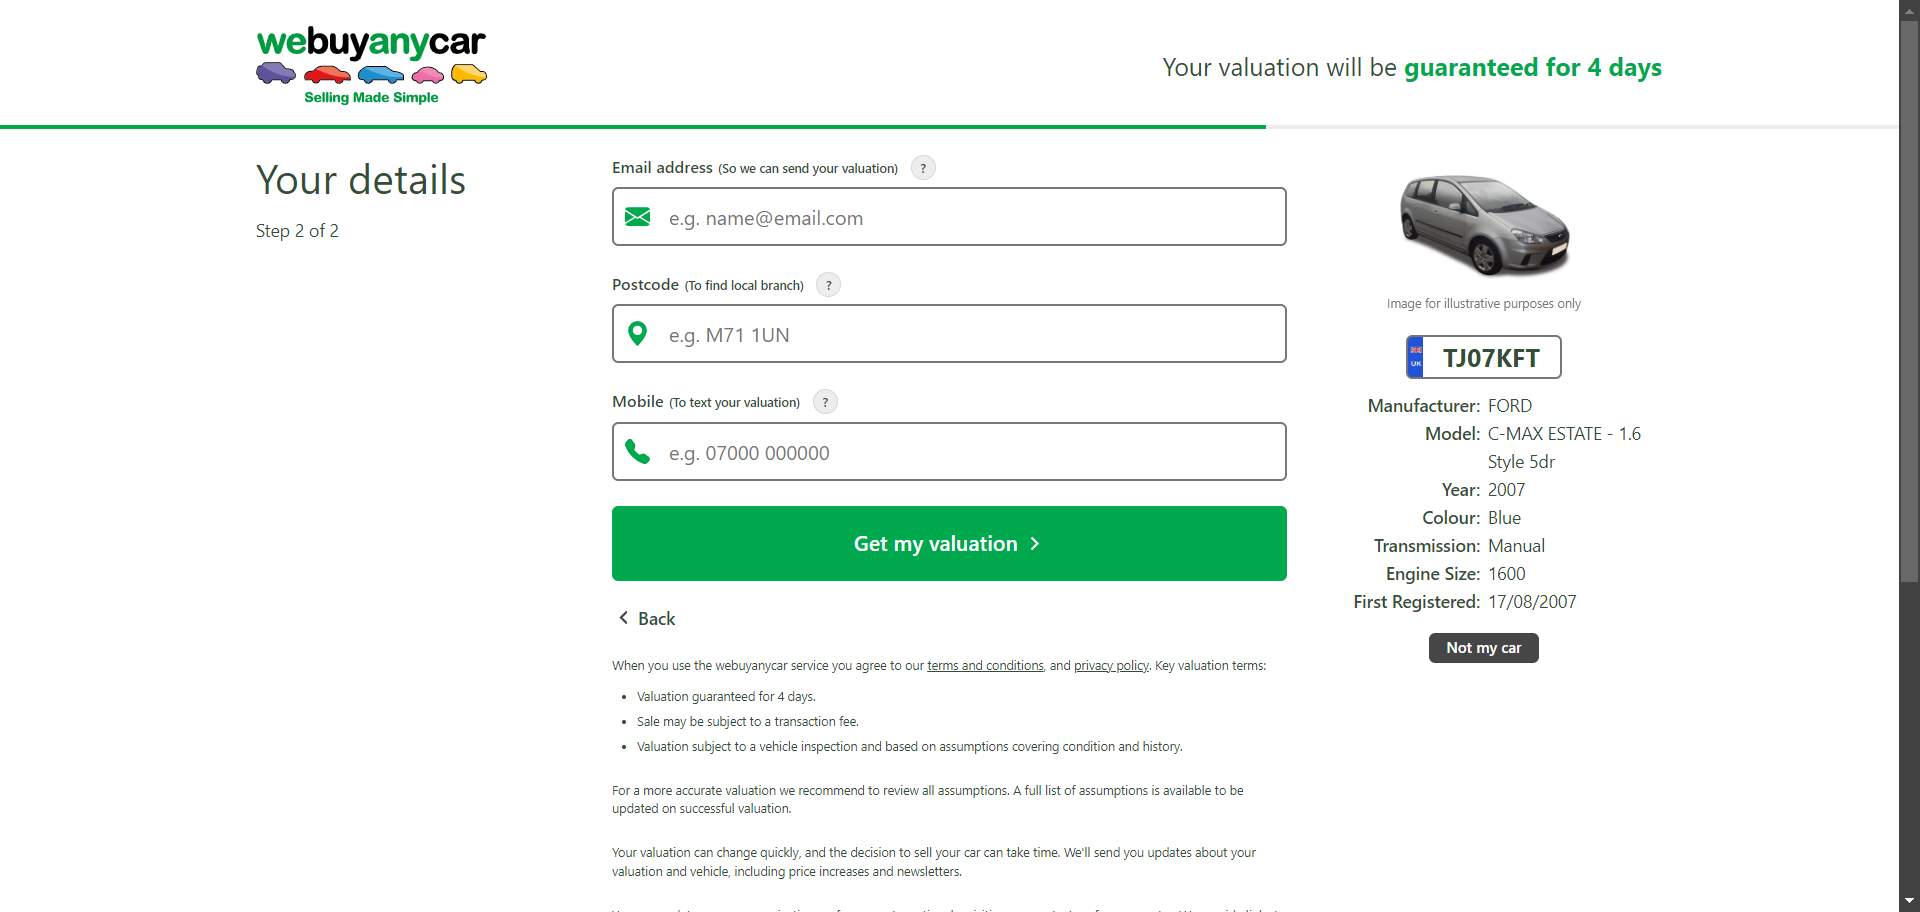 webuyanycar
Selling Made Simple
Your valuation will be guaranteed for 4 days
Your details
Step 2 of 2
Email address (So we can send your valuation) ?
e.g. name@email.com
Postcode (To find local branch) ?
e.g. M71 1UN
Mobile (To text your valuation) ?
e.g. 07000 000000
Get my valuation
Back
When you use the webuyanycar service you agree to our terms and conditions, and privacy policy. Key valuation terms:
• Valuation guaranteed for 4 days.
• Sale may be subject to a transaction fee.
• Valuation subject to a vehicle inspection and based on assumptions covering condition and history.
For a more accurate valuation we recommend to review all assumptions. A full list of assumptions is available to be
updated on successful valuation.
Your valuation can change quickly, and the decision to sell your car can take time. We'll send you updates about your
valuation and vehicle, including price increases and newsletters.
Image for illustrative purposes only
UK
TJ07KFT
Manufacturer: FORD
Model: C-MAX ESTATE - 1.6
Style 5dr
Year: 2007
Colour: Blue
Transmission: Manual
Engine Size: 1600
First Registered: 17/08/2007
Not my car